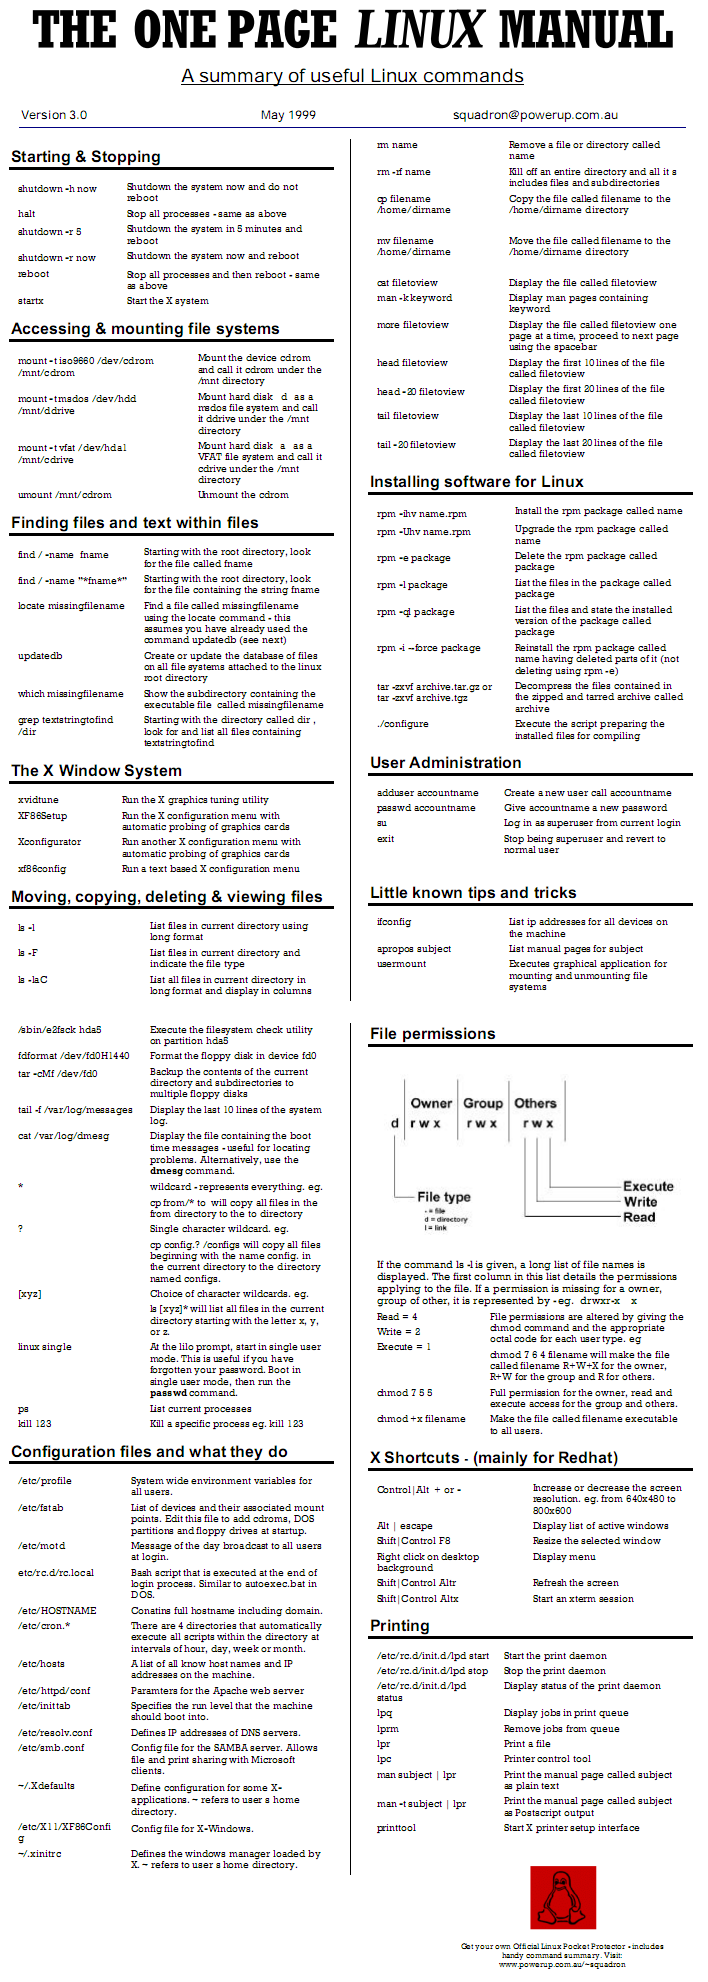 THE ONE PAGE LINUX MANUAL
A summary of useful Linux commands
Version 3.0 May 1999 squadron@powerup.com.au
Starting & Stopping
shutdown -h now Shutdown the system now and do not
reboot
halt Stop all processes - same as above
shutdown -r 5 Shutdown the system in 5 minutes and
reboot
shutdown -r now Shutdown the system now and reboot
reboot Stop all processes and then reboot - same
as above
startx Start the X system
Accessing & mounting file systems
mount -t iso9660 /dev/cdrom Mount the device cdrom
/mnt/cdrom and call it cdrom under the
/mnt directory
mount -t msdos /dev/hdd Mount hard disk d as a
/mnt/ddrive msdos file system and call
it ddrive under the /mnt
directory
mount -t vfat /dev/hda1 Mount hard disk a as a
/mnt/cdrive VFAT file system and call it
cdrive under the /mnt
directory
umount /mnt/cdrom Unmount the cdrom
Finding files and text within files
find / -name fname Starting with the root directory, look
for the file called fname
find / -name "*fname*" Starting with the root directory, look
for the file containing the string fname
locate missingfilename Find a file called missingfilename
using the locate command - this
assumes you have already used the
command updatedb (see next)
updatedb Create or update the database of files
on all file systems attached to the linux
root directory
which missingfilename Show the subdirectory containing the
executable file called missingfilename
grep textstringtofind Starting with the directory called dir ,
/dir look for and list all files containing
textstringtofind
The X Window System
xvidtune Run the X graphics tuning utility
XF86Setup Run the X configuration menu with
automatic probing of graphics cards
Xconfigurator Run another X configuration menu with
automatic probing of graphics cards
xf86config Run a text based X configuration menu
Moving, copying, deleting & viewing files
ls -l List files in current directory using
long format
ls -F List files in current directory and
indicate the file type
ls -laC List all files in current directory in
long format and display in columns
rm name Remove a file or directory called
name
rm -rf name Kill off an entire directory and all it s
includes files and subdirectories
cp filename Copy the file called filename to the
/home/dirname /home/dirname directory
mv filename Move the file called filename to the
/home/dirname /home/dirname directory
cat filetoview Display the file called filetoview
man -k keyword Display man pages containing
keyword
more filetoview Display the file called filetoview one
page at a time, proceed to next page
using the spacebar
head filetoview Display the first 10 lines of the file
called filetoview
head -20 filetoview Display the first 20 lines of the file
called filetoview
tail filetoview Display the last 10 lines of the file
called filetoview
tail -20 filetoview Display the last 20 lines of the file
called filetoview
Installing software for Linux
rpm -ihv name.rpm Install the rpm package called name
rpm -Uhv name.rpm Upgrade the rpm package called
name
rpm -e package Delete the rpm package called
package
rpm -l package List the files in the package called
package
rpm -ql package List the files and state the installed
version of the package called
package
rpm -i --force package Reinstall the rpm package called
name having deleted parts of it (not
deleting using rpm -e)
tar -zxvf archive.tar.gz or Decompress the files contained in
tar -zxvf archive.tgz the zipped and tarred archive called
archive
./configure Execute the script preparing the
installed files for compiling
User Administration
adduser accountname Create a new user call accountname
passwd accountname Give accountname a new password
su Log in as superuser from current login
exit Stop being superuser and revert to
normal user
Little known tips and tricks
ifconfig List ip addresses for all devices on
the machine
apropos subject List manual pages for subject
usermount Executes graphical application for
mounting and unmounting file
systems
/sbin/e2fsck hda5 Execute the filesystem check utility
on partition hda5
fdformat /dev/fd0H1440 Format the floppy disk in device fd0
tar -cMf /dev/fd0 Backup the contents of the current
directory and subdirectories to
multiple floppy disks
tail -f /var/log/messages Display the last 10 lines of the system
log.
cat /var/log/dmesg Display the file containing the boot
time messages - useful for locating
problems. Alternatively, use the
dmesg command.
* wildcard - represents everything. eg.
cp from/* to will copy all files in the
from directory to the to directory
? Single character wildcard. eg.
cp config.? /configs will copy all files
beginning with the name config. in
the current directory to the directory
named configs.
[xyz] Choice of character wildcards. eg.
ls [xyz]* will list all files in the current
directory starting with the letter x, y,
or z.
linux single At the lilo prompt, start in single user
mode. This is useful if you have
forgotten your password. Boot in
single user mode, then run the
passwd command.
ps List current processes
kill 123 Kill a specific process eg. kill 123
Configuration files and what they do
/etc/profile System wide environment variables for
all users.
/etc/fstab List of devices and their associated mount
points. Edit this file to add cdroms, DOS
partitions and floppy drives at startup.
/etc/motd Message of the day broadcast to all users
at login.
etc/rc.d/rc.local Bash script that is executed at the end of
login process. Similar to autoexec.bat in
DOS.
/etc/HOSTNAME Conatins full hostname including domain.
/etc/cron.* There are 4 directories that automatically
execute all scripts within the directory at
intervals of hour, day, week or month.
/etc/hosts A list of all know host names and IP
addresses on the machine.
/etc/httpd/conf Paramters for the Apache web server
/etc/inittab Specifies the run level that the machine
should boot into.
/etc/resolv.conf Defines IP addresses of DNS servers.
/etc/smb.conf Config file for the SAMBA server. Allows
file and print sharing with Microsoft
clients.
~/.Xdefaults Define configuration for some X-
applications. ~ refers to user s home
directory.
/etc/X11/XF86Confi Config file for X-Windows.
g
~/.xinitrc Defines the windows manager loaded by
X. ~ refers to user s home directory.
File permissions
Owner Group Others
d r w x r w x r w x
Execute
File type Write
- = file Read
d = directory
l = link
If the command ls -l is given, a long list of file names is
displayed. The first column in this list details the permissions
applying to the file. If a permission is missing for a owner,
group of other, it is represented by - eg. drwxr-x x
Read = 4 File permissions are altered by giving the
Write = 2 chmod command and the appropriate
Execute = 1 octal code for each user type. eg
chmod 7 6 4 filename will make the file
called filename R+W+X for the owner,
R+W for the group and R for others.
chmod 7 5 5 Full permission for the owner, read and
execute access for the group and others.
chmod +x filename Make the file called filename executable
to all users.
X Shortcuts - (mainly for Redhat)
Control|Alt + or - Increase or decrease the screen
resolution. eg. from 640x480 to
800x600
Alt | escape Display list of active windows
Shift|Control F8 Resize the selected window
Right click on desktop Display menu
background
Shift|Control Altr Refresh the screen
Shift|Control Altx Start an xterm session
Printing
/etc/rc.d/init.d/lpd start Start the print daemon
/etc/rc.d/init.d/lpd stop Stop the print daemon
/etc/rc.d/init.d/lpd Display status of the print daemon
status
lpq Display jobs in print queue
lprm Remove jobs from queue
lpr Print a file
lpc Printer control tool
man subject | lpr Print the manual page called subject
as plain text
man -t subject | lpr Print the manual page called subject
as Postscript output
printtool Start X printer setup interface
Get your own Official Linux Pocket Protector - includes
handy command summary. Visit:
www.powerup.com.au/~squadron